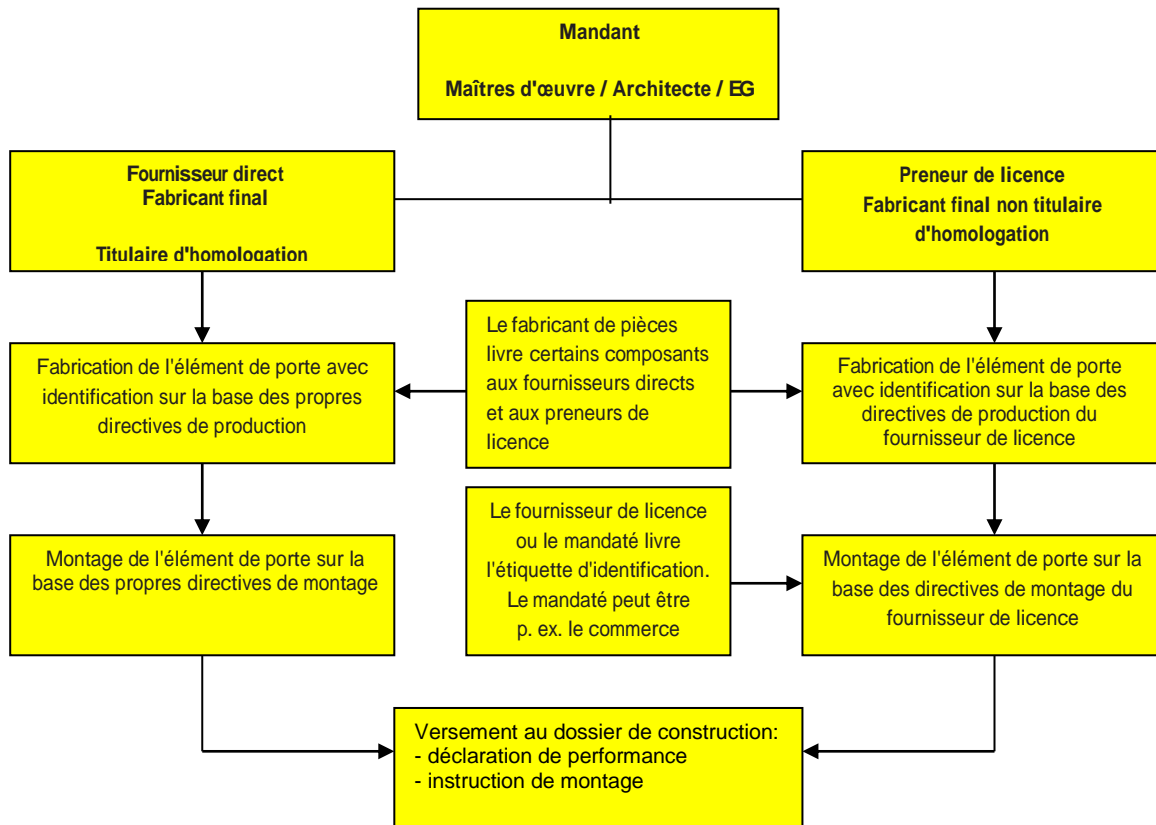 Mandant
Maîtres d'œuvre / Architecte / EG
Fournisseur direct
Fabricant final
Titulaire d'homologation
Preneur de licence
Fabricant final non titulaire
d'homologation
Le fabricant de pièces
livre certains composants
aux fournisseurs directs
et aux preneurs de
licence
Fabrication de l'élément de porte avec
identification sur la base des propres
directives de production
Fabrication de l'élément de porte
avec identification sur la base des
directives de production du
fournisseur de licence
Le fournisseur de licence
ou le mandaté livre
l'étiquette d'identification.
Le mandaté peut être
p. ex. le commerce
Montage de l'élément de porte sur la
base des propres directives de montage
Montage de l'élément de porte sur la
base des directives de montage du
fournisseur de licence
Versement au dossier de construction:
- déclaration de performance
- instruction de montage